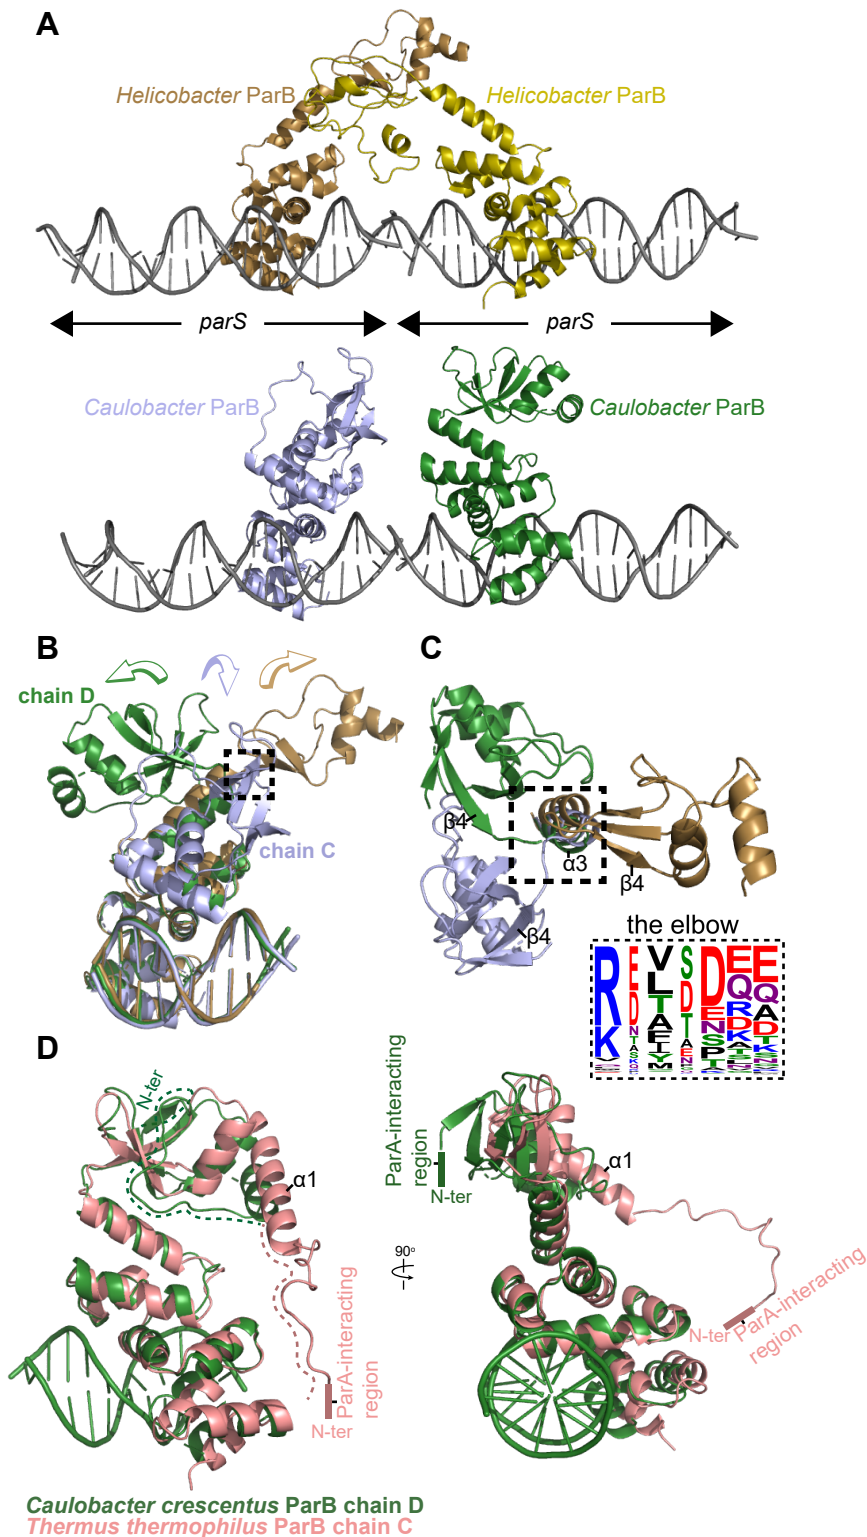 A
Helicobacter ParB
Helicobacter ParB
parS
parS
Caulobacter ParB
Caulobacter ParB
B
chain D
chain C
C
β4
α3
β4
β4
the elbow
D
N-ter
α1
ParA-interacting
region
N-ter
90°
ParA-interacting
region
N-ter
α1
N-ter
ParA-interacting
region
Caulobacter crescentus ParB chain D
Thermus thermophilus ParB chain C